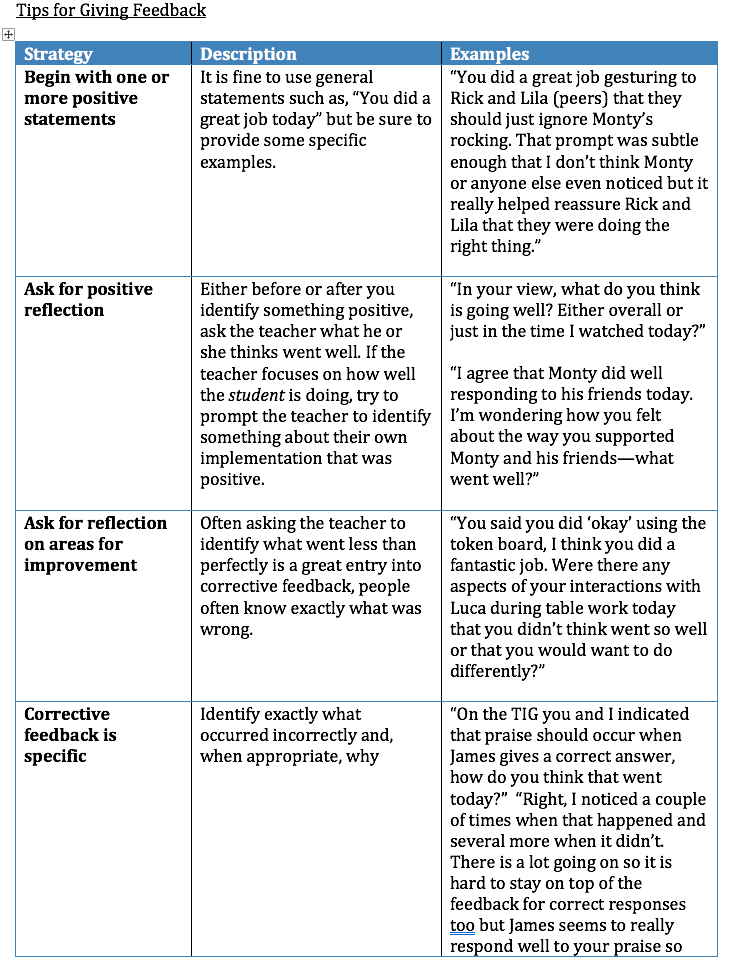 Tips for Giving Feedback
Strategy
Description
Examples
Begin with one or
more positive
statements
It is fine to use general
statements such as, “You did a
great job today” but be sure to
provide some specific
examples.
“You did a great job gesturing to
Rick and Lila (peers) that they
should just ignore Monty’s
rocking. That prompt was subtle
enough that I don’t think Monty
or anyone else even noticed but it
really helped reassure Rick and
Lila that they were doing the
right thing.”
Ask for positive
reflection
Either before or after you
identify something positive,
ask the teacher what he or
she thinks went well. If the
teacher focuses on how well
the student is doing, try to
prompt the teacher to identify
something about their own
implementation that was
positive.
“In your view, what do you think
is going well? Either overall or
just in the time I watched today?”
“I agree that Monty did well
responding to his friends today.
I’m wondering how you felt
about the way you supported
Monty and his friends—what
went well?”
Ask for reflection
on areas for
improvement
Often asking the teacher to
identify what went less than
perfectly is a great entry into
corrective feedback, people
often know exactly what was
wrong.
“You said you did ‘okay’ using the
token board, I think you did a
fantastic job. Were there any
aspects of your interactions with
Luca during table work today
that you didn’t think went so well
or that you would want to do
differently?”
Corrective
feedback is
specific
Identify exactly what
occurred incorrectly and,
when appropriate, why
“On the TIG you and I indicated
that praise should occur when
James gives a correct answer,
how do you think that went
today?” “Right, I noticed a couple
of times when that happened and
several more when it didn’t.
There is a lot going on so it is
hard to stay on top of the
feedback for correct responses
too but James seems to really
respond well to your praise so